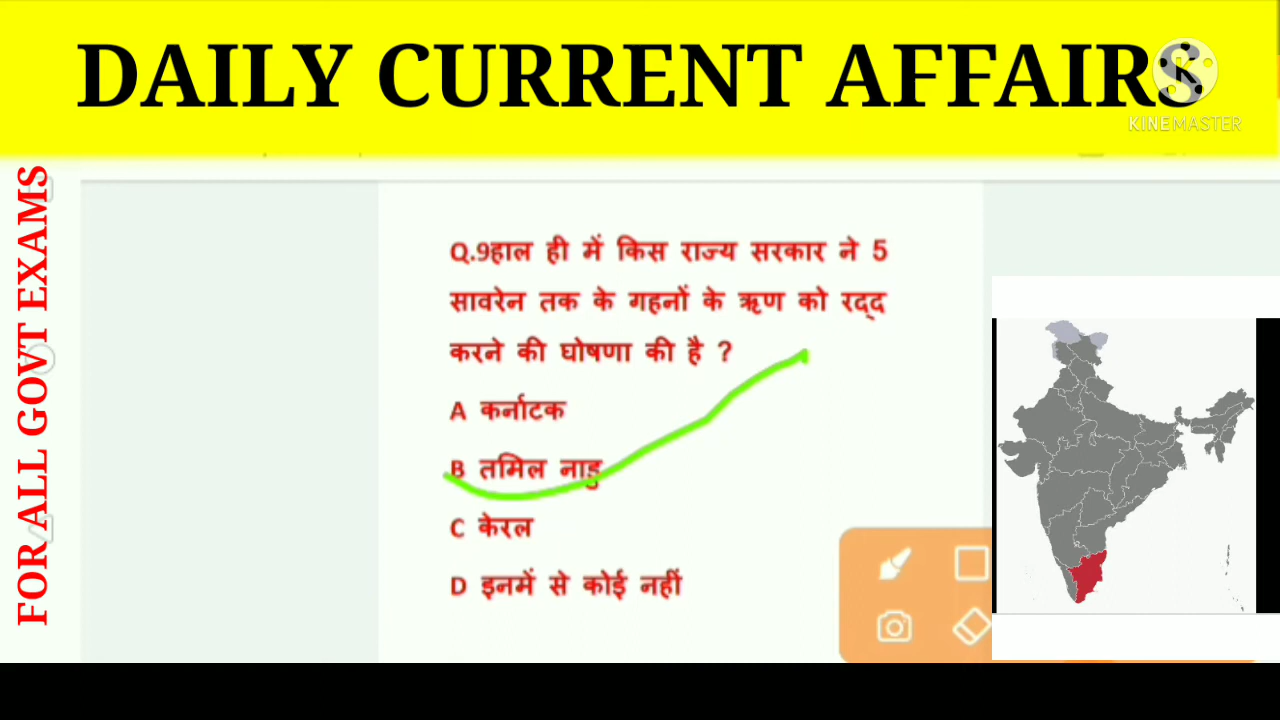 DAILY CURRENT AFFAIRS
KINEMASTER
FOR ALL GOVT EXAMS
Q.9हाल ही में किस राज्य सरकार ने 5
सावरेन तक के गहनों के ऋण को रद्द
करने की घोषणा की है ?
A कर्नाटक
B तमिल नाडु
C केरल
D इनमें से कोई नहीं